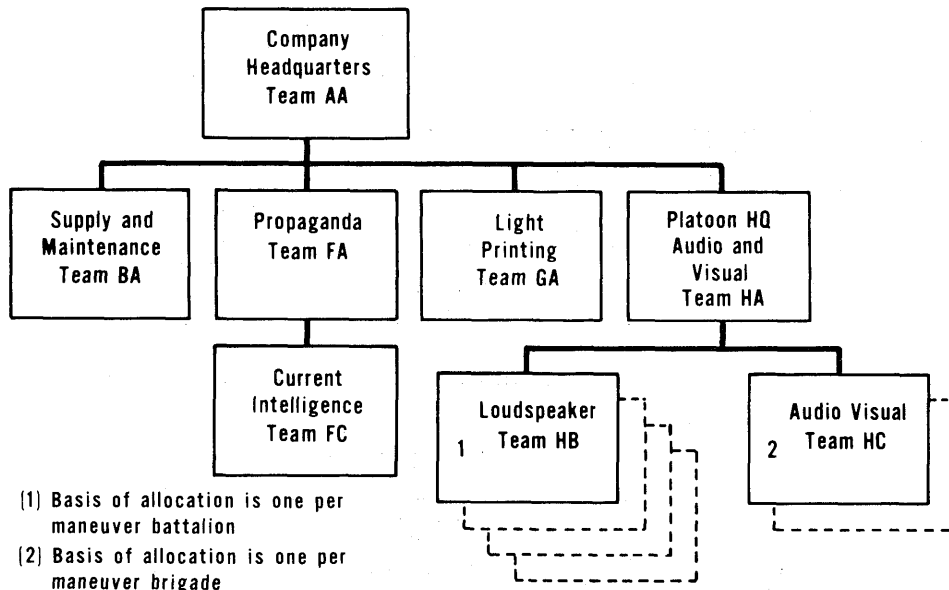 Company
Headquarters
Team AA
Supply and
Maintenance
Team BA
Propaganda
Team FA
Light
Printing
Team GA
Platoon HQ
Audio and
Visual
Team HA
Current
Intelligence
Team FC
Loudspeaker
Team HB
1
Audio Visual
Team HC
2
(1) Basis of allocation is one per
maneuver battalion
(2) Basis of allocation is one per
maneuver brigade